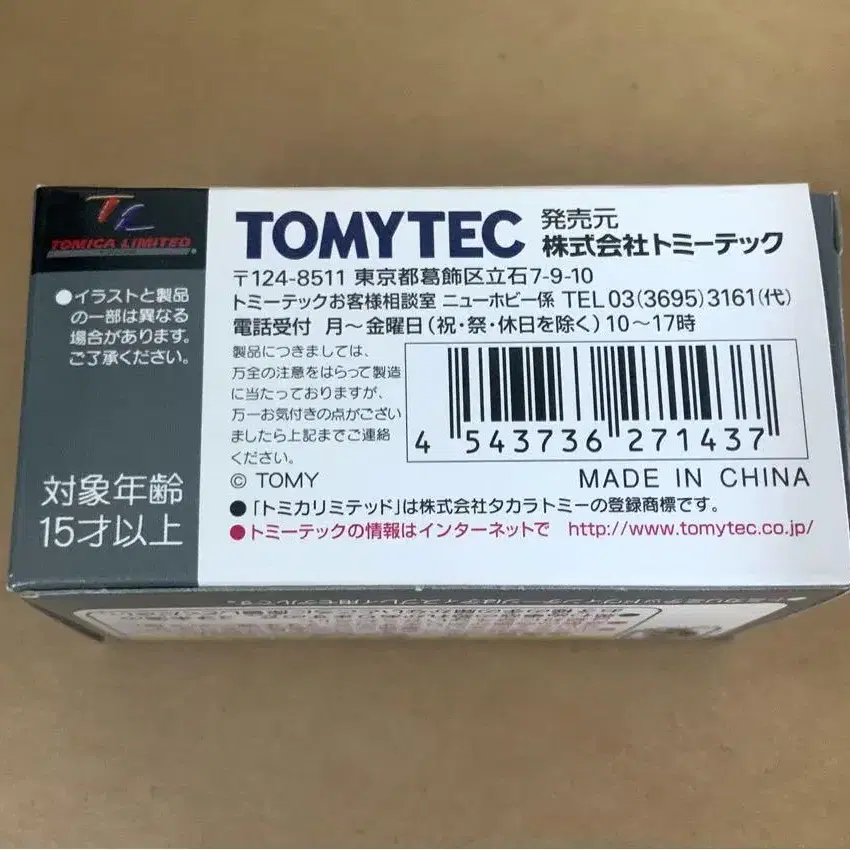 TC
TOMICA LIMITED
●イラストと製品
の一部は異なる
場合があります。
ご了承ください。
対象年齢
15才以上
TOMYTEC 発売元
株式会社トミーテック
〒124-8511 東京都葛飾区立石7-9-10
トミーテックお客様相談室 ニューホビー係 TEL 03(3695)3161(代)
電話受付 月〜金曜日(祝・祭・休日を除く)10〜17時
製品につきましては、
万全の注意をはらって製造
に当たっておりますが、
万一お気付きの点がござい
ましたら上記までご連絡
ください。
4 543736 271437
© TOMY MADE IN CHINA
●「トミカリミテッド」は株式会社タカラトミーの登録商標です。
●トミーテックの情報はインターネットで http://www.tomytec.co.jp/